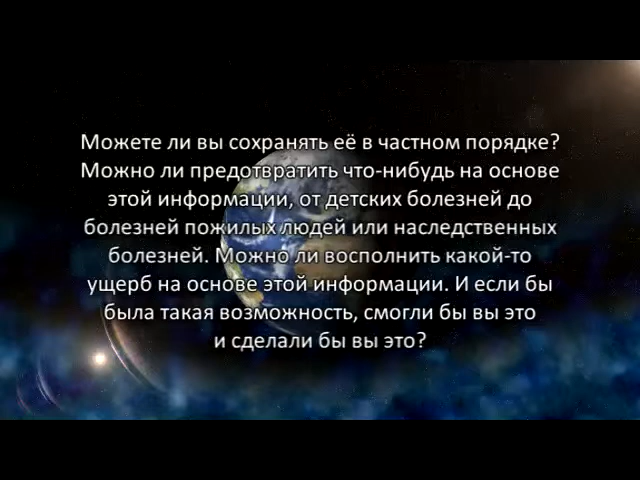 Можете ли вы сохранять её в частном порядке?
Можно ли предотвратить что-нибудь на основе
этой информации, от детских болезней до
болезней пожилых людей или наследственных
болезней. Можно ли восполнить какой-то
ущерб на основе этой информации. И если бы
была такая возможность, смогли бы вы это
и сделали бы вы это?